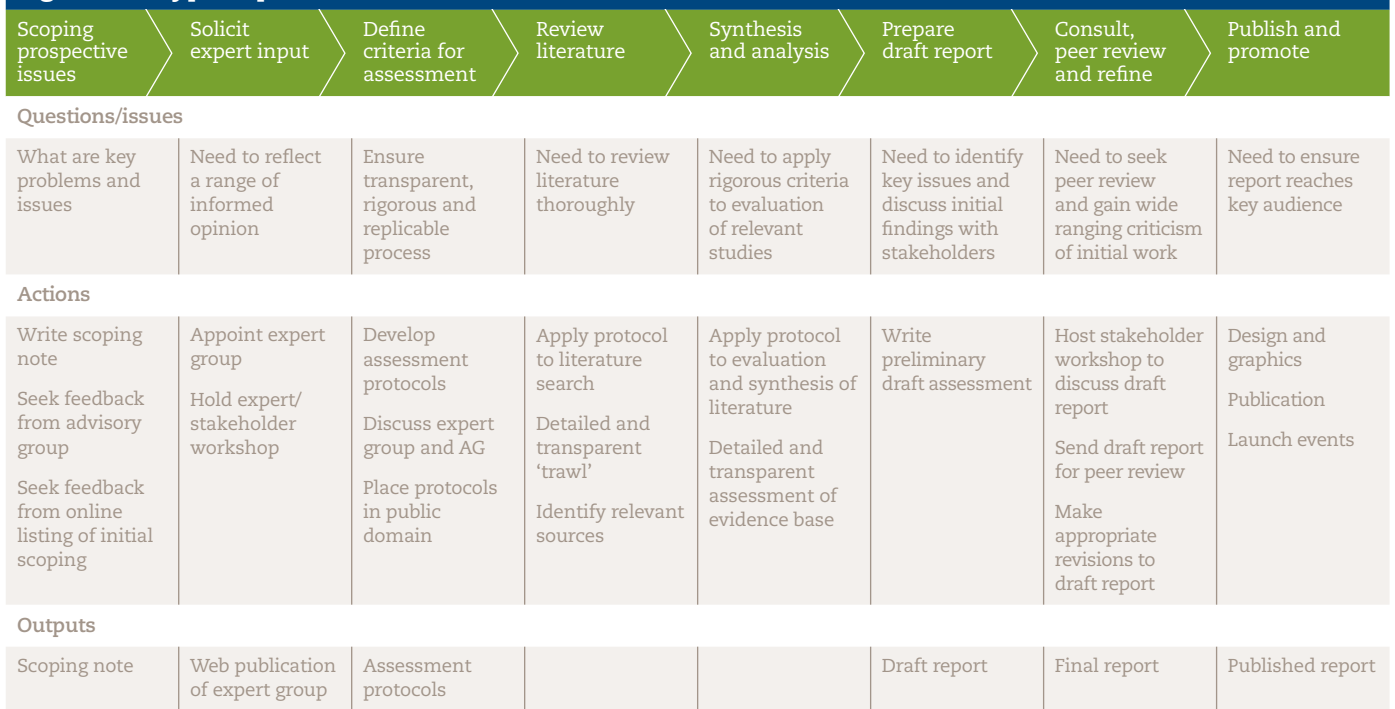 Scoping
prospective
issues
Solicit
expert input
Define
criteria for
assessment
Review
literature
Synthesis
and analysis
Prepare
draft report
Consult,
peer review
and refine
Publish and
promote
Questions/issues
What are key
problems and
issues
Need to reflect
a range of
informed
opinion
Ensure
transparent,
rigorous and
replicable
process
Need to review
literature
thoroughly
Need to apply
rigorous criteria
to evaluation
of relevant
studies
Need to identify
key issues and
discuss initial
findings with
stakeholders
Need to seek
peer review
and gain wide
ranging criticism
of initial work
Need to ensure
report reaches
key audience
Actions
Write scoping
note
Seek feedback
from advisory
group
Seek feedback
from online
listing of initial
scoping
Appoint expert
group
Hold expert/
stakeholder
workshop
Develop
assessment
protocols
Discuss expert
group and AG
Place protocols
in public
domain
Apply protocol
to literature
search
Detailed and
transparent
‘trawl’
Identify relevant
sources
Apply protocol
to evaluation
and synthesis of
literature
Detailed and
transparent
assessment of
evidence base
Write
preliminary
draft assessment
Host stakeholder
workshop to
discuss draft
report
Send draft report
for peer review
Make
appropriate
revisions to
draft report
Design and
graphics
Publication
Launch events
Outputs
Scoping note
Web publication
of expert group
Assessment
protocols
Draft report
Final report
Published report